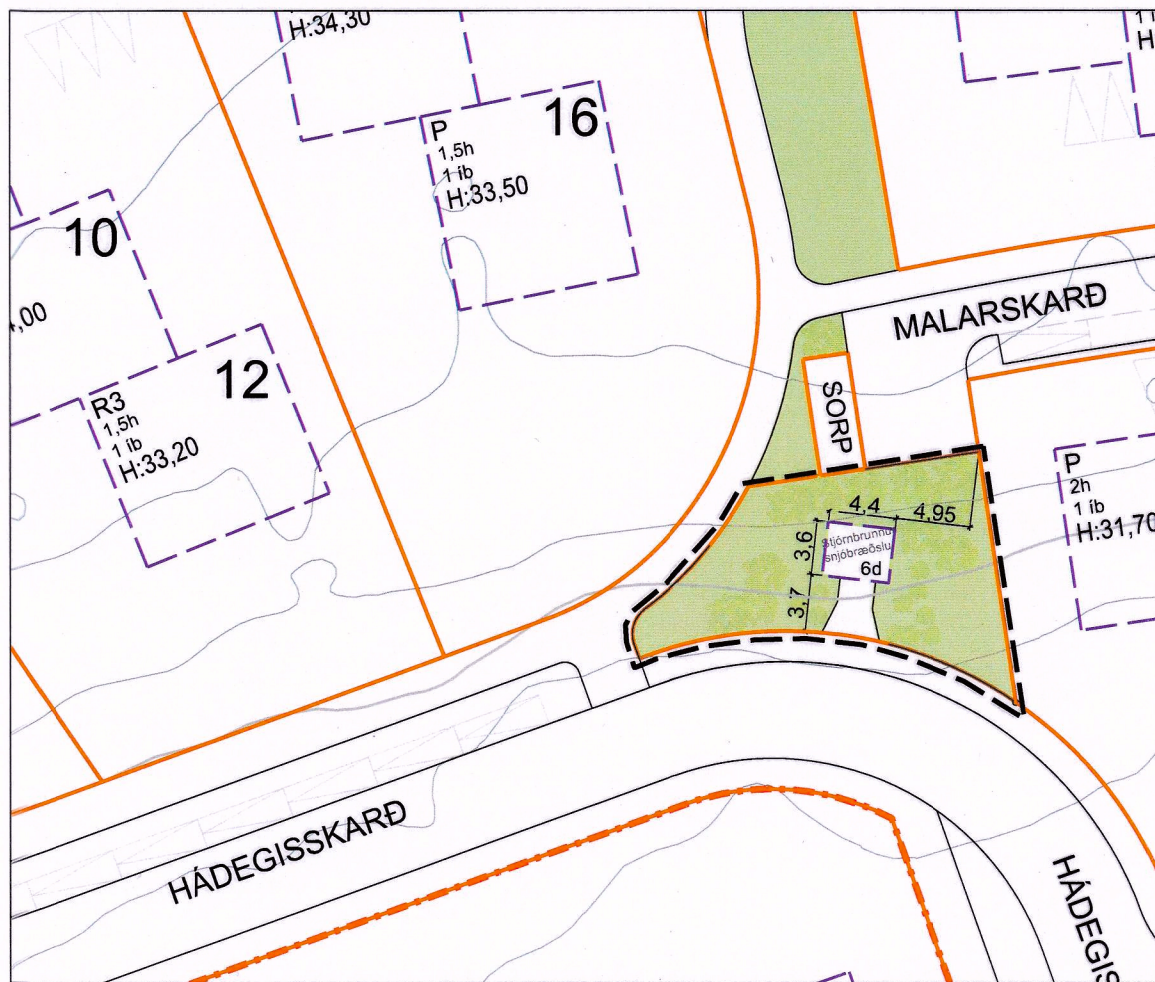 H:34,30
16
P
1,5h
1 íb
H:33,50
10
,00
12
R3
1,5h
1 íb
H:33,20
MALARSKARÐ
SORP
P
2h
1 íb
H:31,70
4,4
4,95
3,6
3,7
Stjórnbrunnur
snjóbræðslu
6d
HÁDEGISSKARÐ
HÁDEGIS